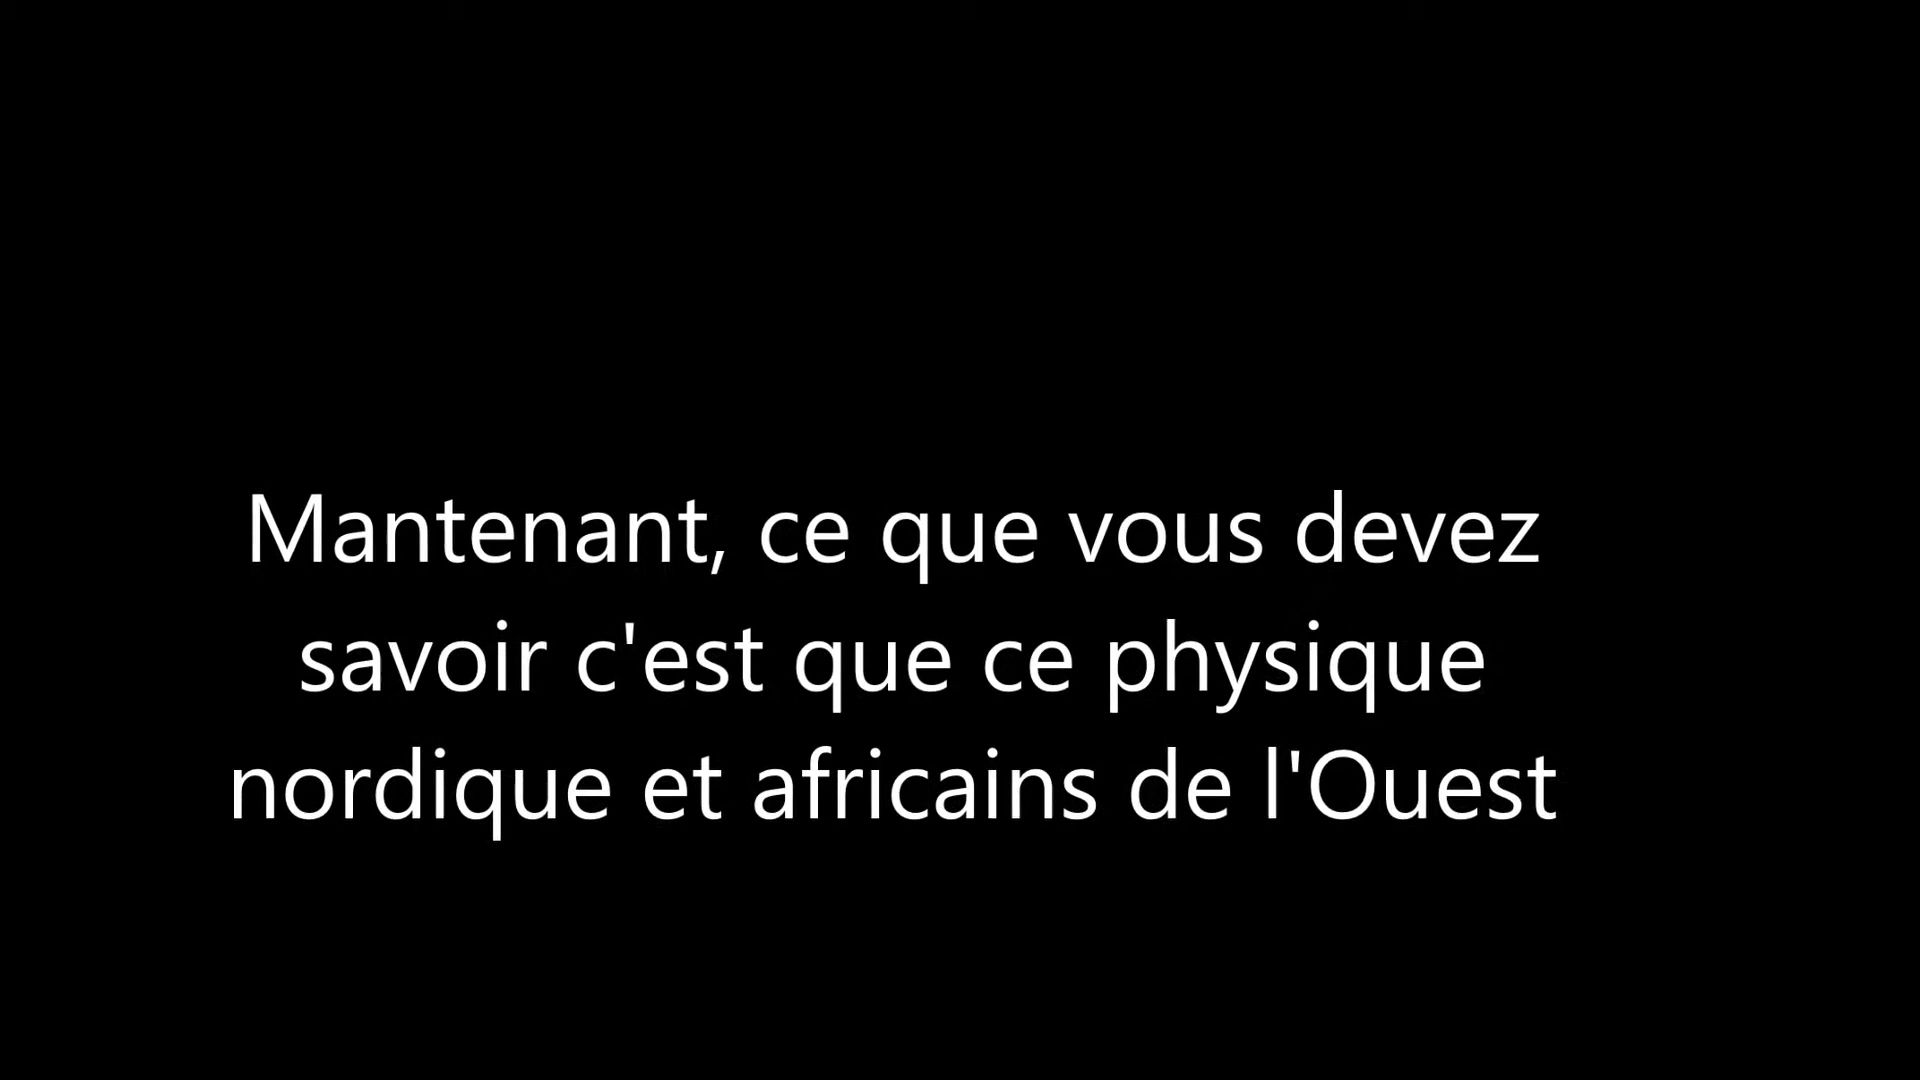 Mantenant, ce que vous devez
savoir c'est que ce physique
nordique et africains de l'Ouest